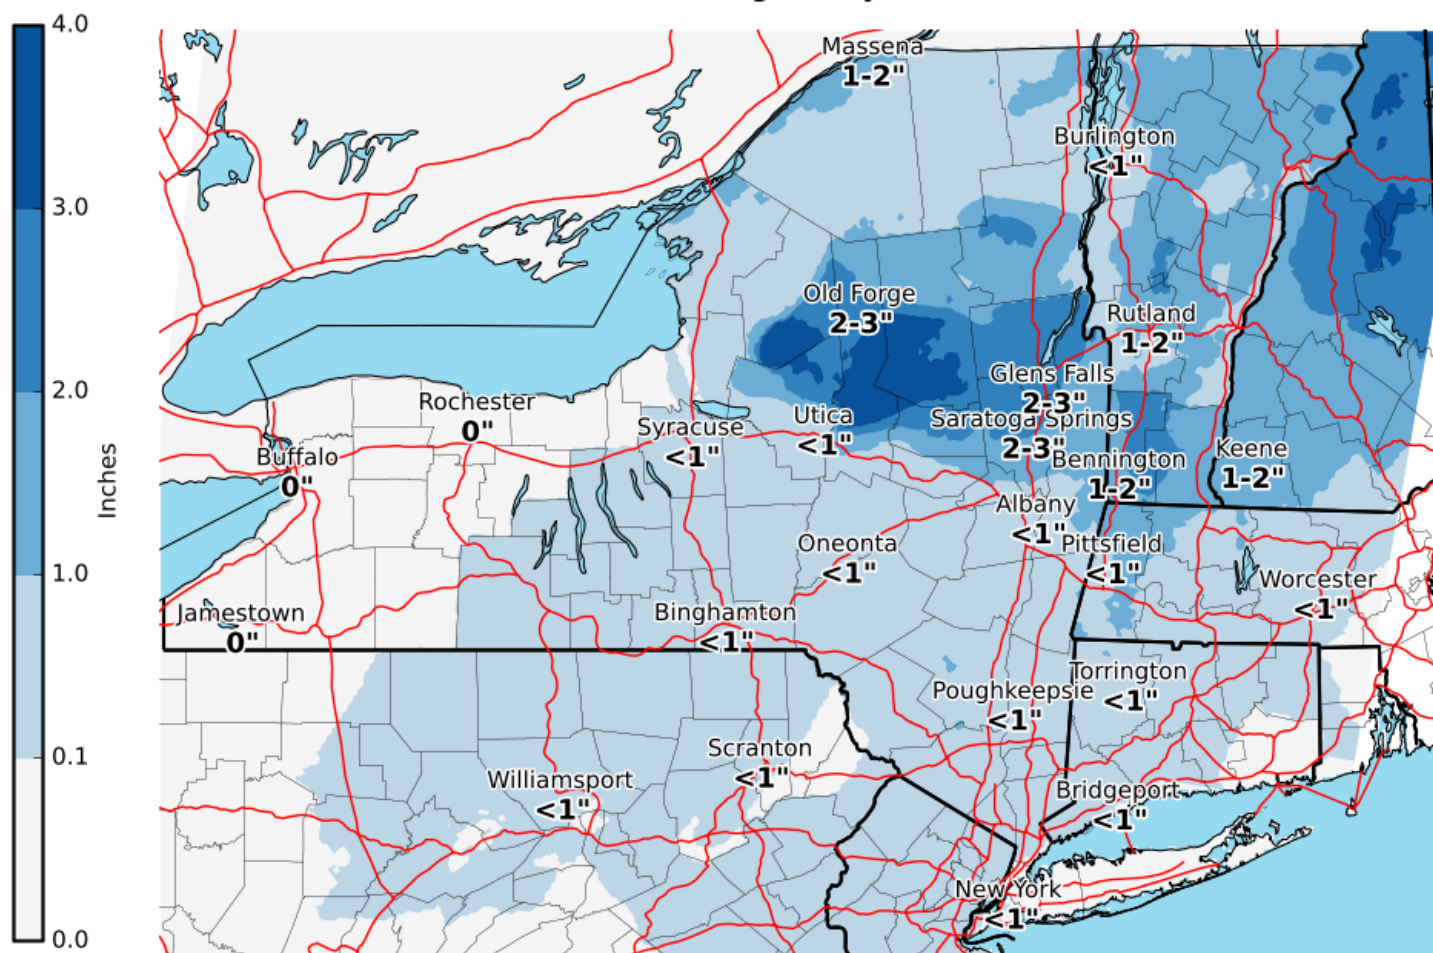 4.0
3.0
2.0
1.0
0.1
0.0
Inches
Massena
1-2"
Burlington
<1"
Old Forge
2-3"
Rutland
1-2"
Glens Falls
2-3"
Rochester
0"
Utica
<1"
Saratoga Springs
2-3"
Syracuse
<1"
Buffalo
0"
Bennington
1-2"
Keene
1-2"
Albany
<1"
Oneonta
<1"
Pittsfield
<1"
Worcester
<1"
Jamestown
0"
Binghamton
<1"
Torrington
<1"
Poughkeepsie
<1"
Scranton
<1"
Williamsport
<1"
Bridgeport
<1"
New York
<1"